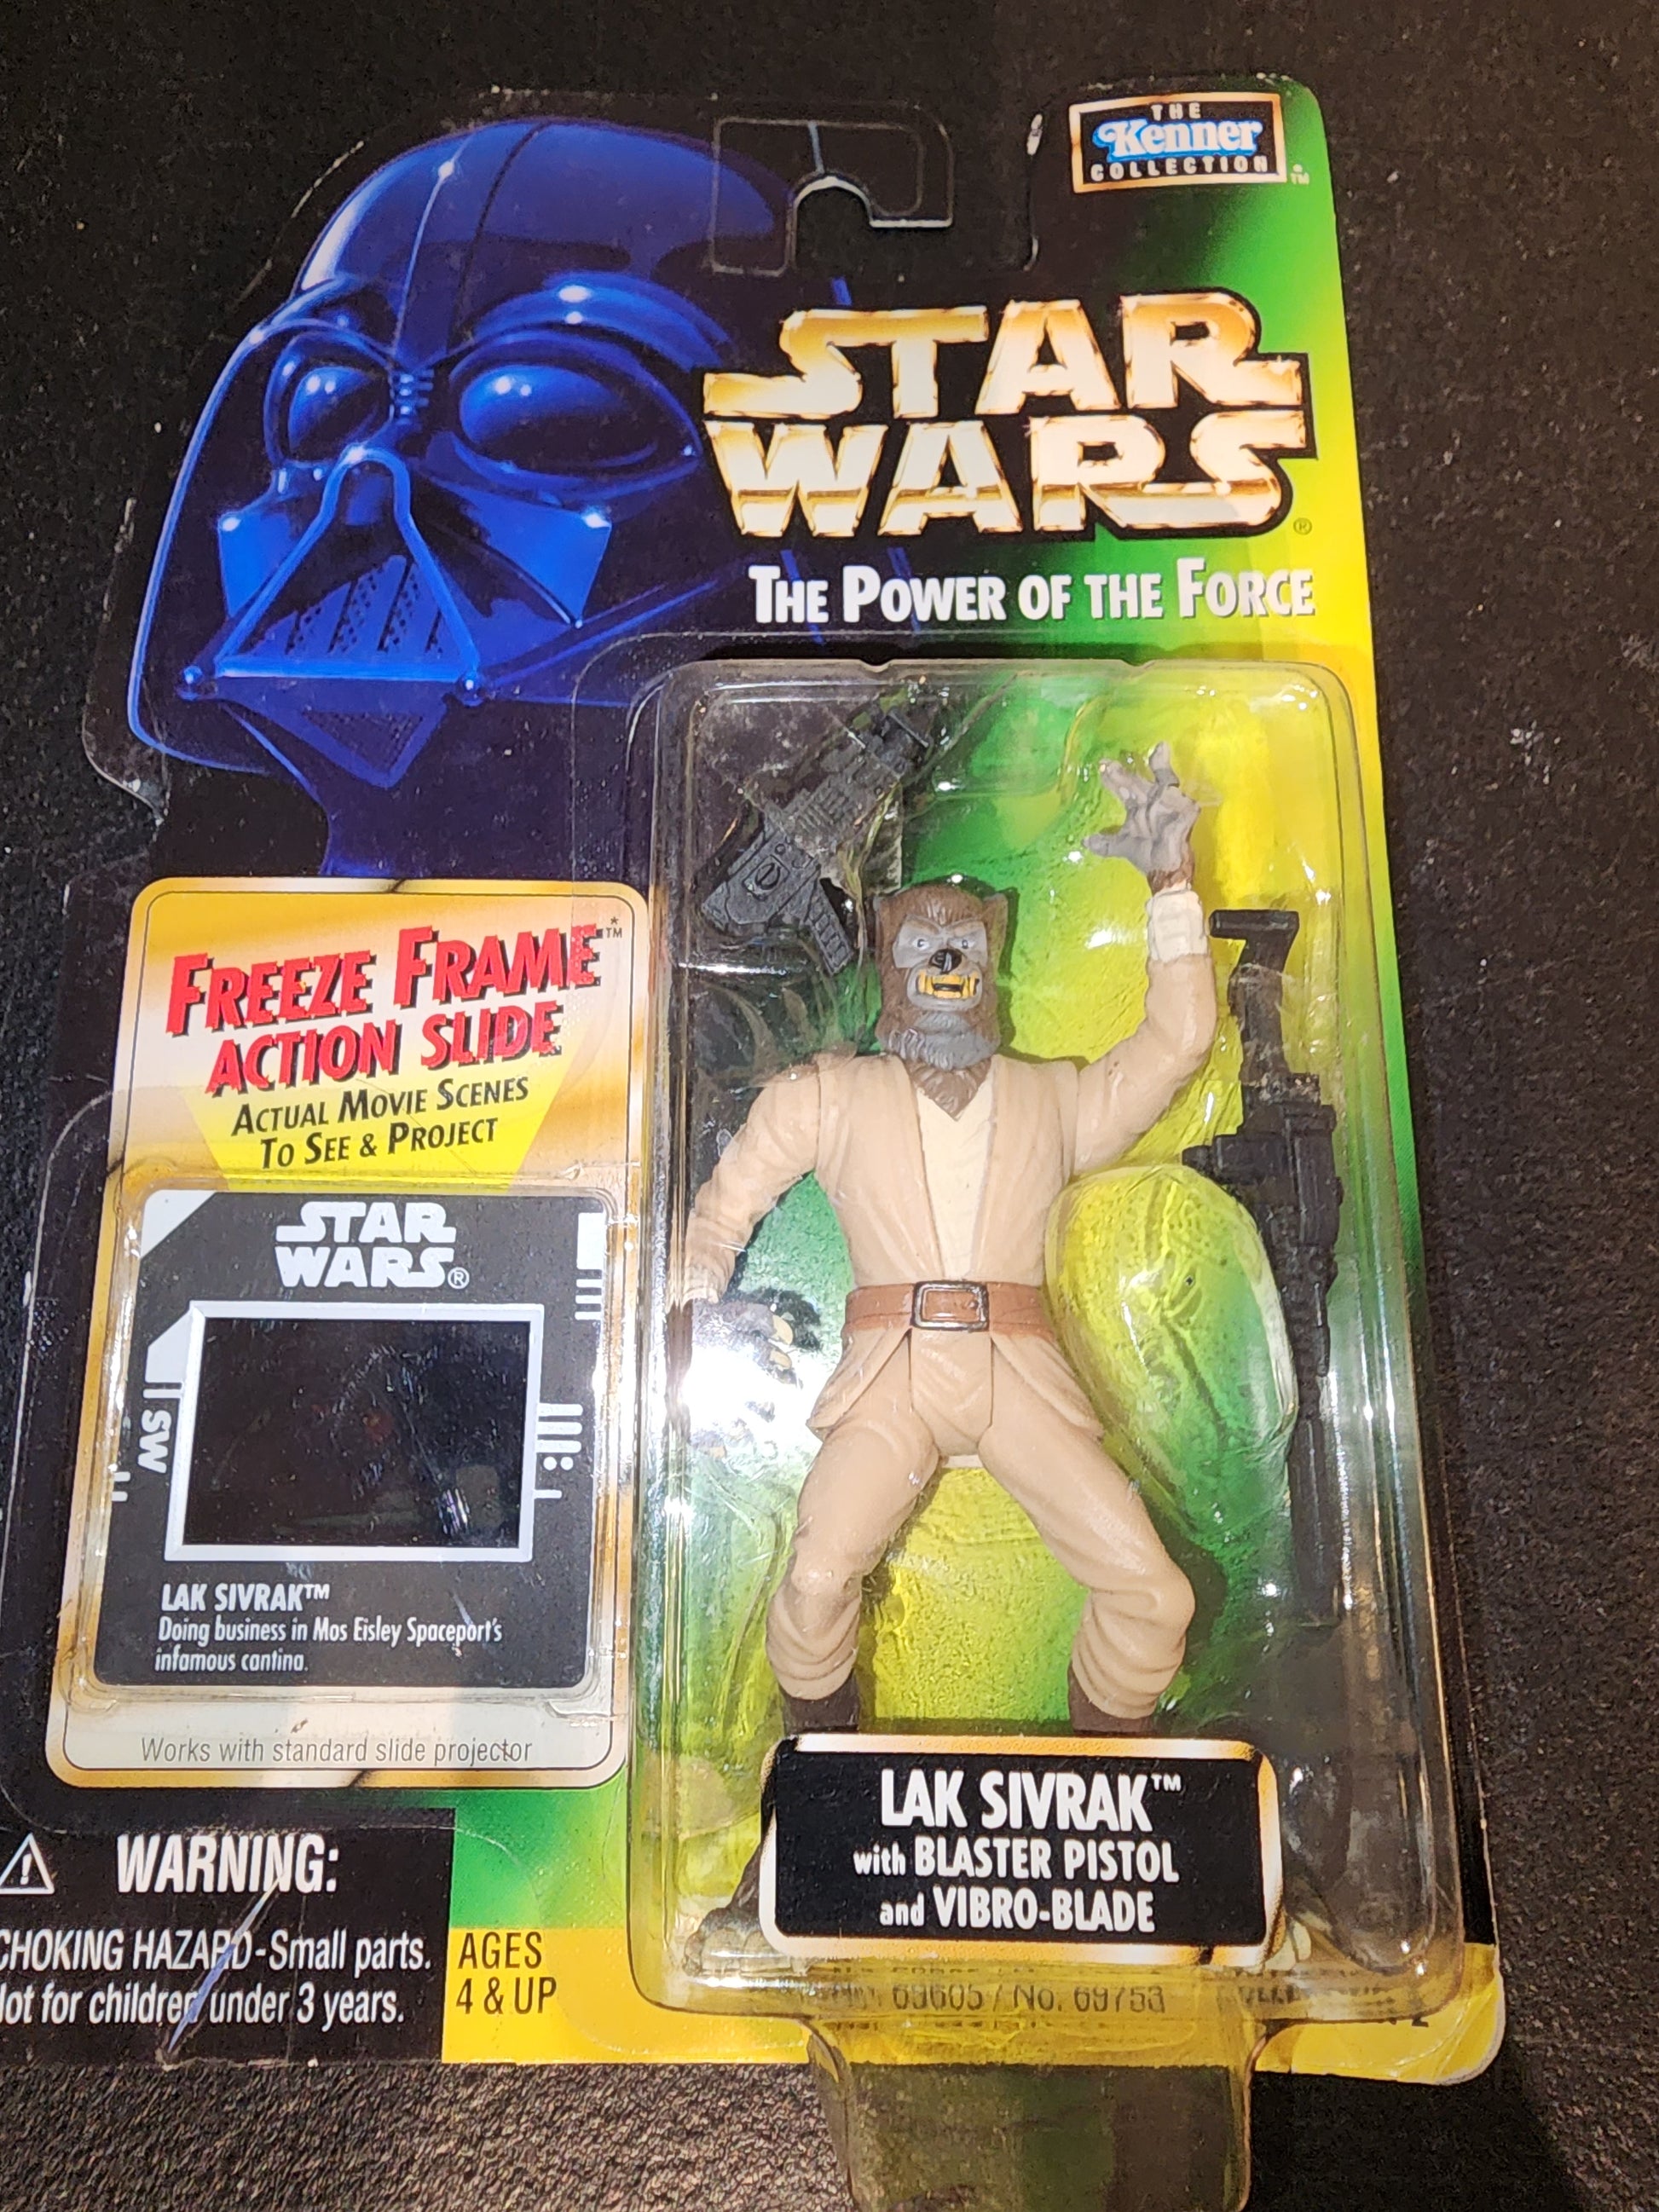 THE
Kenner
COLLECTION™
STAR
WARS®
THE POWER OF THE FORCE
FREEZE FRAME™*
ACTION SLIDE
ACTUAL MOVIE SCENES
TO SEE & PROJECT
STAR
WARS®
SW
LAK SIVRAK™
Doing business in Mos Eisley Spaceport's
infamous cantina.
Works with standard slide projector
LAK SIVRAK™
with BLASTER PISTOL
and VIBRO-BLADE
WARNING:
CHOKING HAZARD-Small parts.
Not for children under 3 years.
AGES
4 & UP
69605 / No. 69753